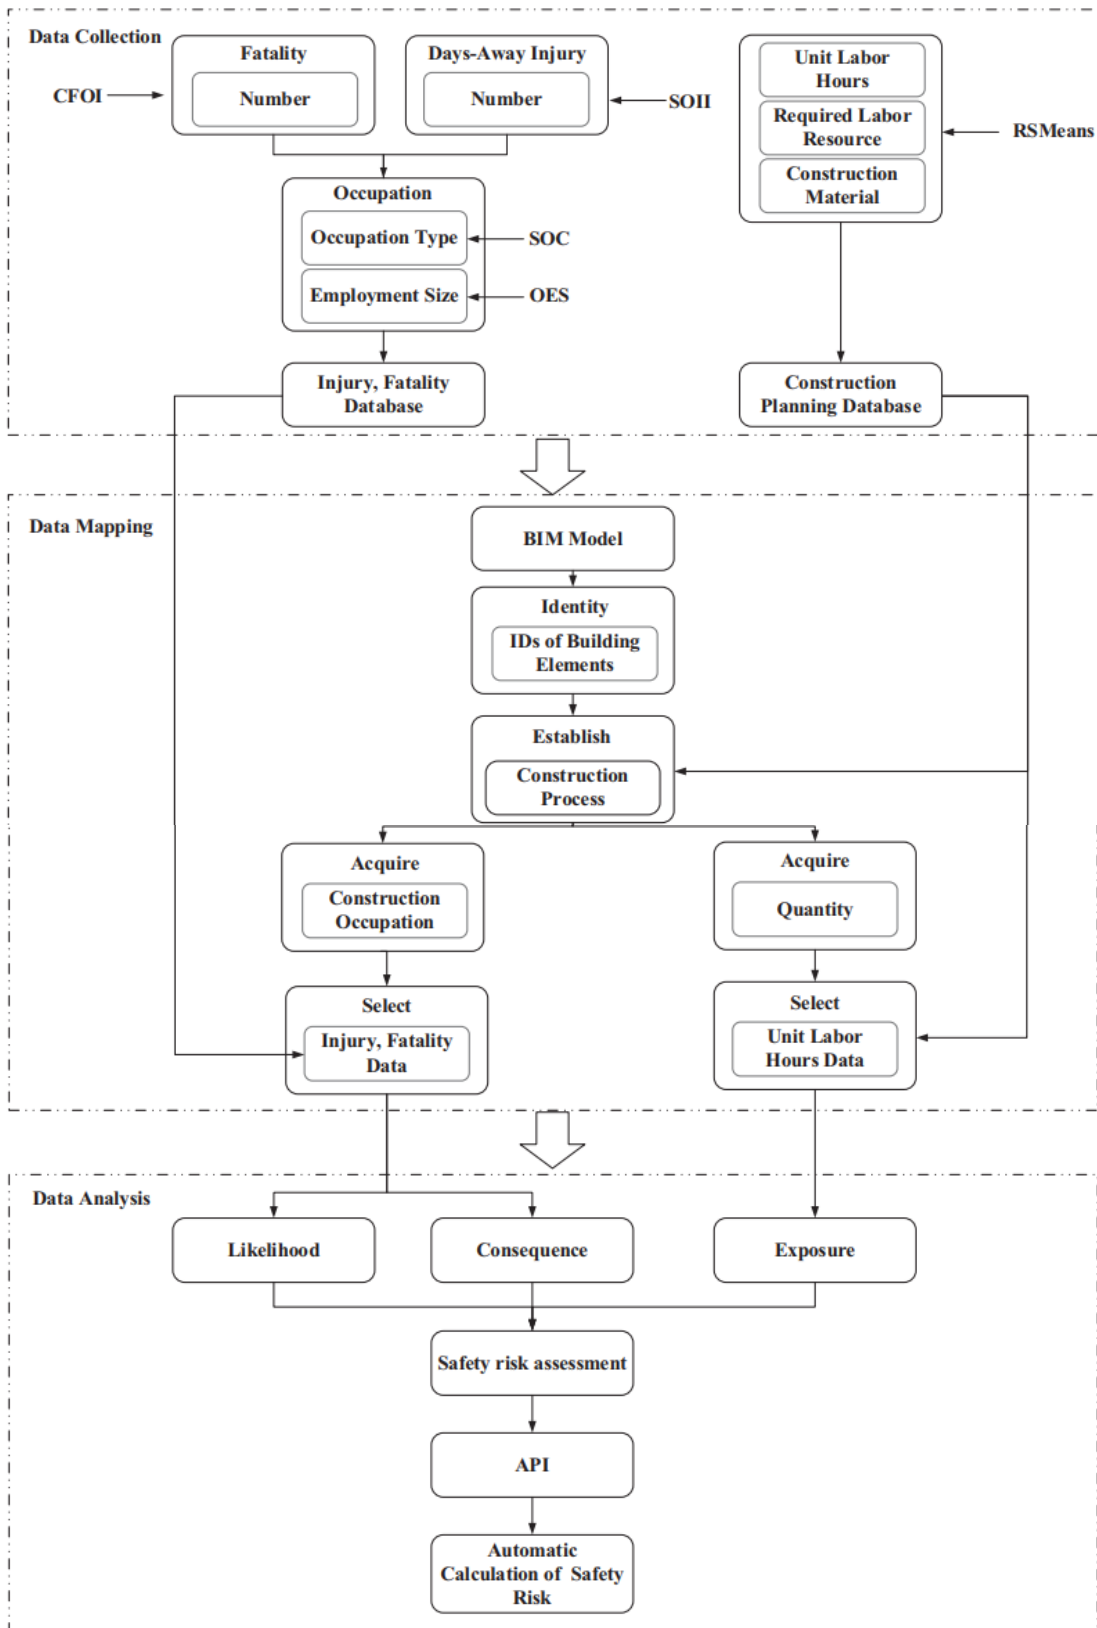 Data Collection
Fatality
Number
CFOI
Days-Away Injury
Number
SOII
Unit Labor
Hours
Required Labor
Resource
Construction
Material
RSMeans
Occupation
Occupation Type
SOC
Employment Size
OES
Injury, Fatality
Database
Construction
Planning Database
Data Mapping
BIM Model
Identity
IDs of Building
Elements
Establish
Construction
Process
Acquire
Construction
Occupation
Acquire
Quantity
Select
Injury, Fatality
Data
Select
Unit Labor
Hours Data
Data Analysis
Likelihood
Consequence
Exposure
Safety risk assessment
API
Automatic
Calculation of Safety
Risk